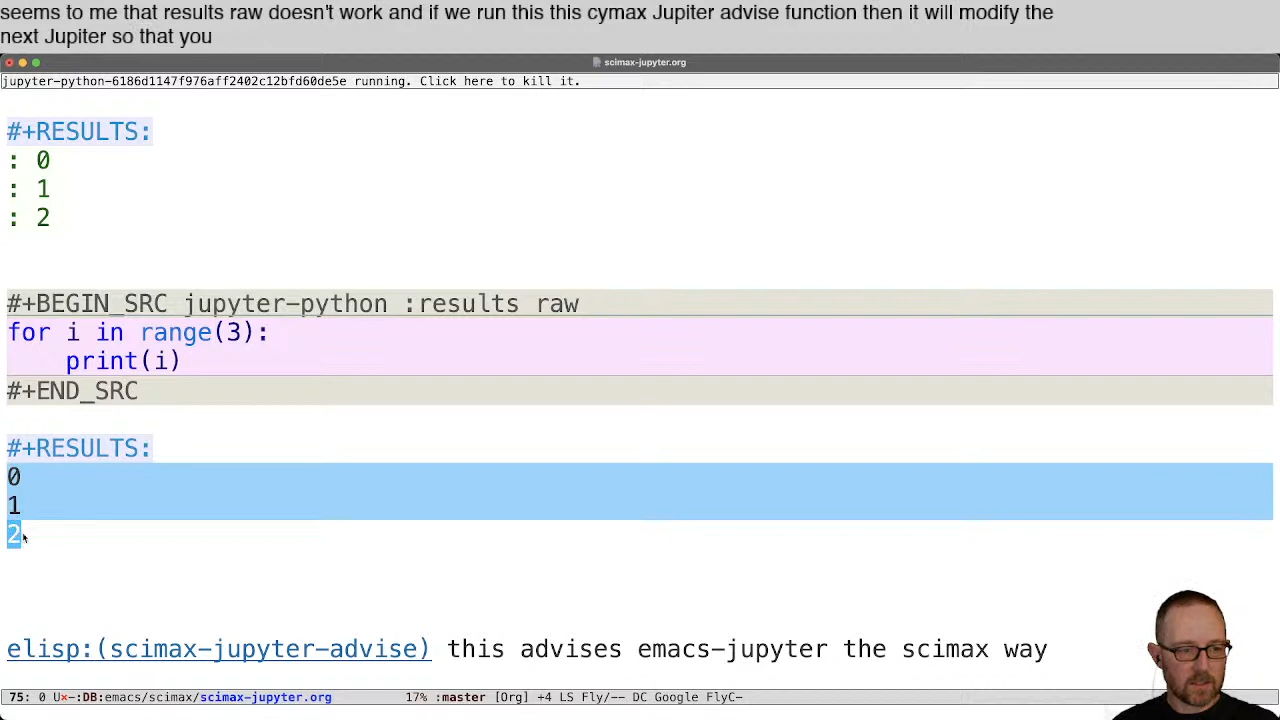 seems to me that results raw doesn't work and if we run this this cymax Jupiter advise function then it will modify the
next Jupiter so that you
scimax-jupyter.org
jupyter-python-6186d1147f976aff2402c12bfd60de5e running. Click here to kill it.
#+RESULTS:
: 0
: 1
: 2
#+BEGIN_SRC jupyter-python :results raw
for i in range(3):
    print(i)
#+END_SRC
#+RESULTS:
0
1
2
elisp:(scimax-jupyter-advise) this advises emacs-jupyter the scimax way
75: 0 U×-:DB:emacs/scimax/scimax-jupyter.org 17% :master [Org] +4 LS Fly/-- DC Google FlyC-